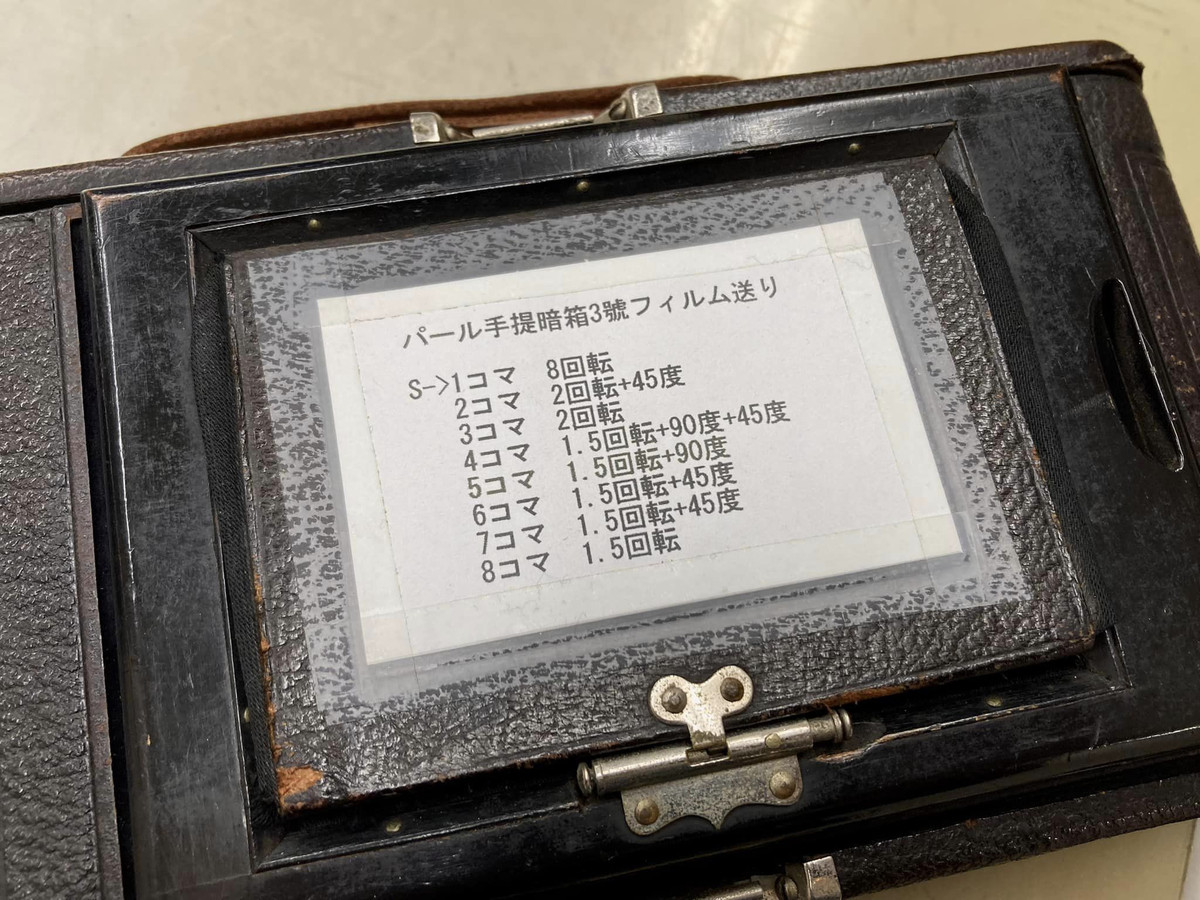 パール手提暗箱3號フィルム送り
S->1コマ 8回転
2コマ 2回転+45度
3コマ 2回転
4コマ 1.5回転+90度+45度
5コマ 1.5回転+90度
6コマ 1.5回転+45度
7コマ 1.5回転+45度
8コマ 1.5回転